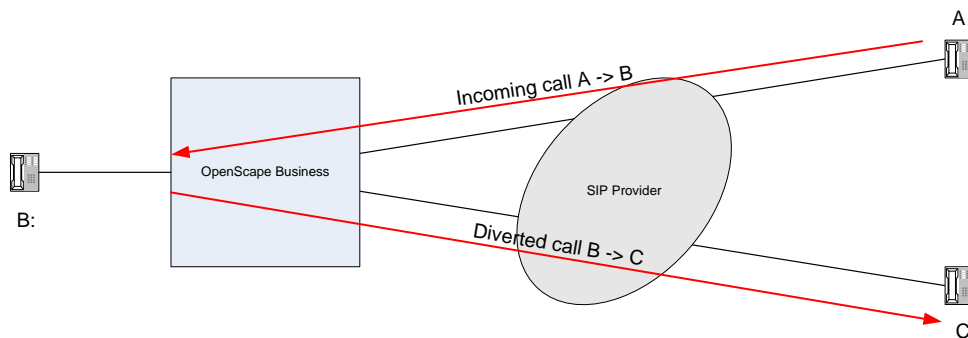 A
Incoming call A -> B
OpenScape Business
SIP Provider
B:
Diverted call B -> C
C